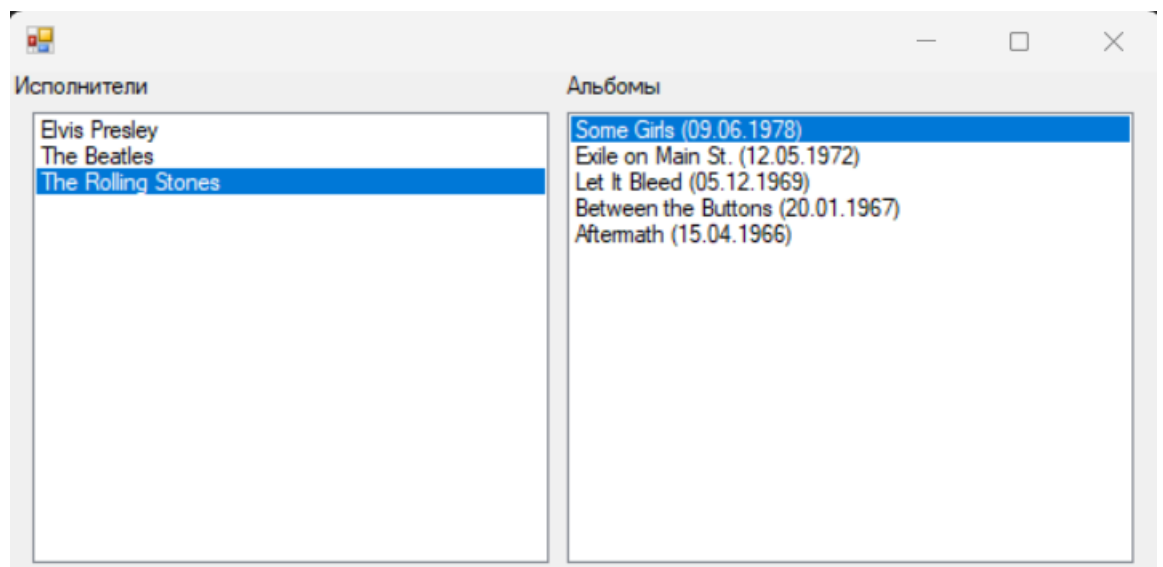 Исполнители
Elvis Presley
The Beatles
The Rolling Stones
Альбомы
Some Girls (09.06.1978)
Exile on Main St. (12.05.1972)
Let It Bleed (05.12.1969)
Between the Buttons (20.01.1967)
Aftermath (15.04.1966)